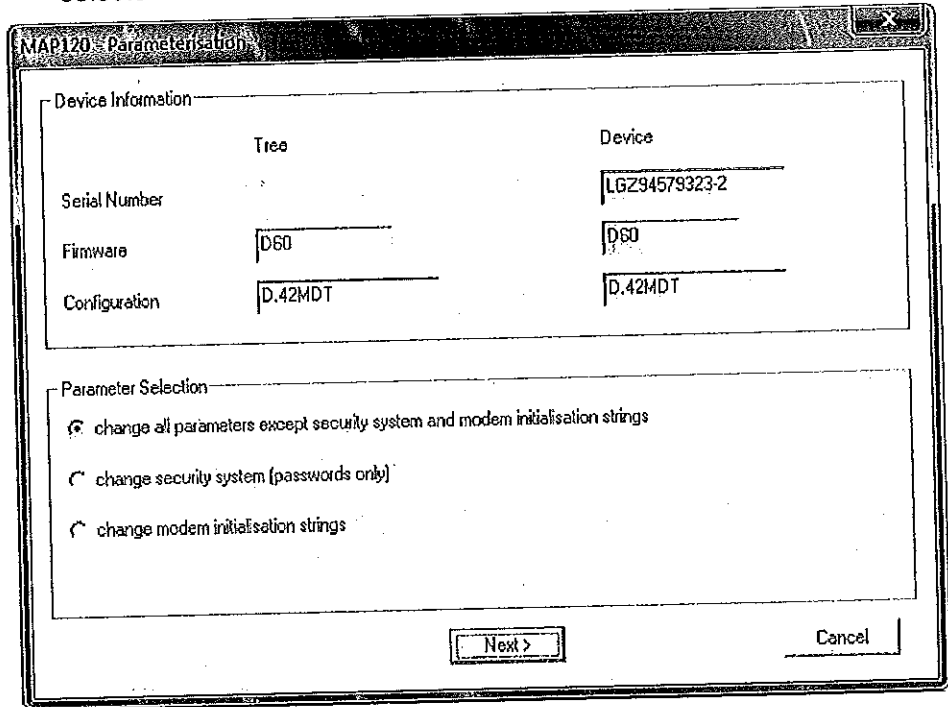 MAP120 - Parameterisation
Device Information
Tree Device
Serial Number LGZ94579323-2
Firmware D60 D60
Configuration D.42MDT D.42MDT
Parameter Selection
change all parameters except security system and modem initialisation strings
change security system (passwords only)
change modem initialisation strings
Next > Cancel